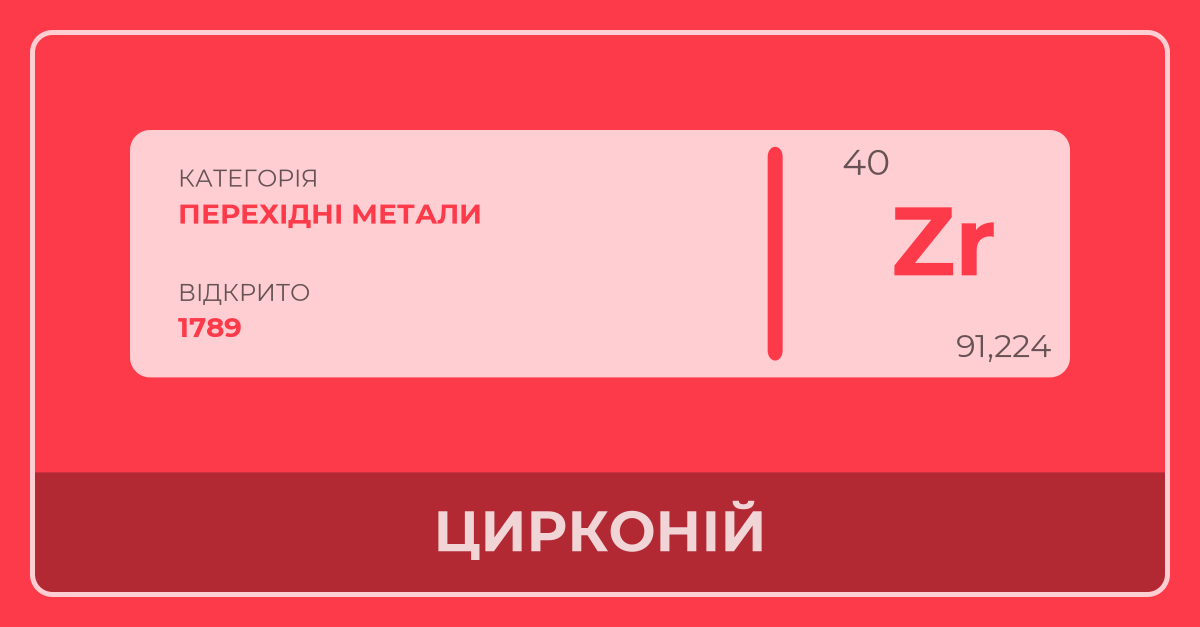 КАТЕГОРІЯ
ПЕРЕХІДНІ МЕТАЛИ
ВІДКРИТО
1789
40
Zr
91,224
ЦИРКОНІЙ